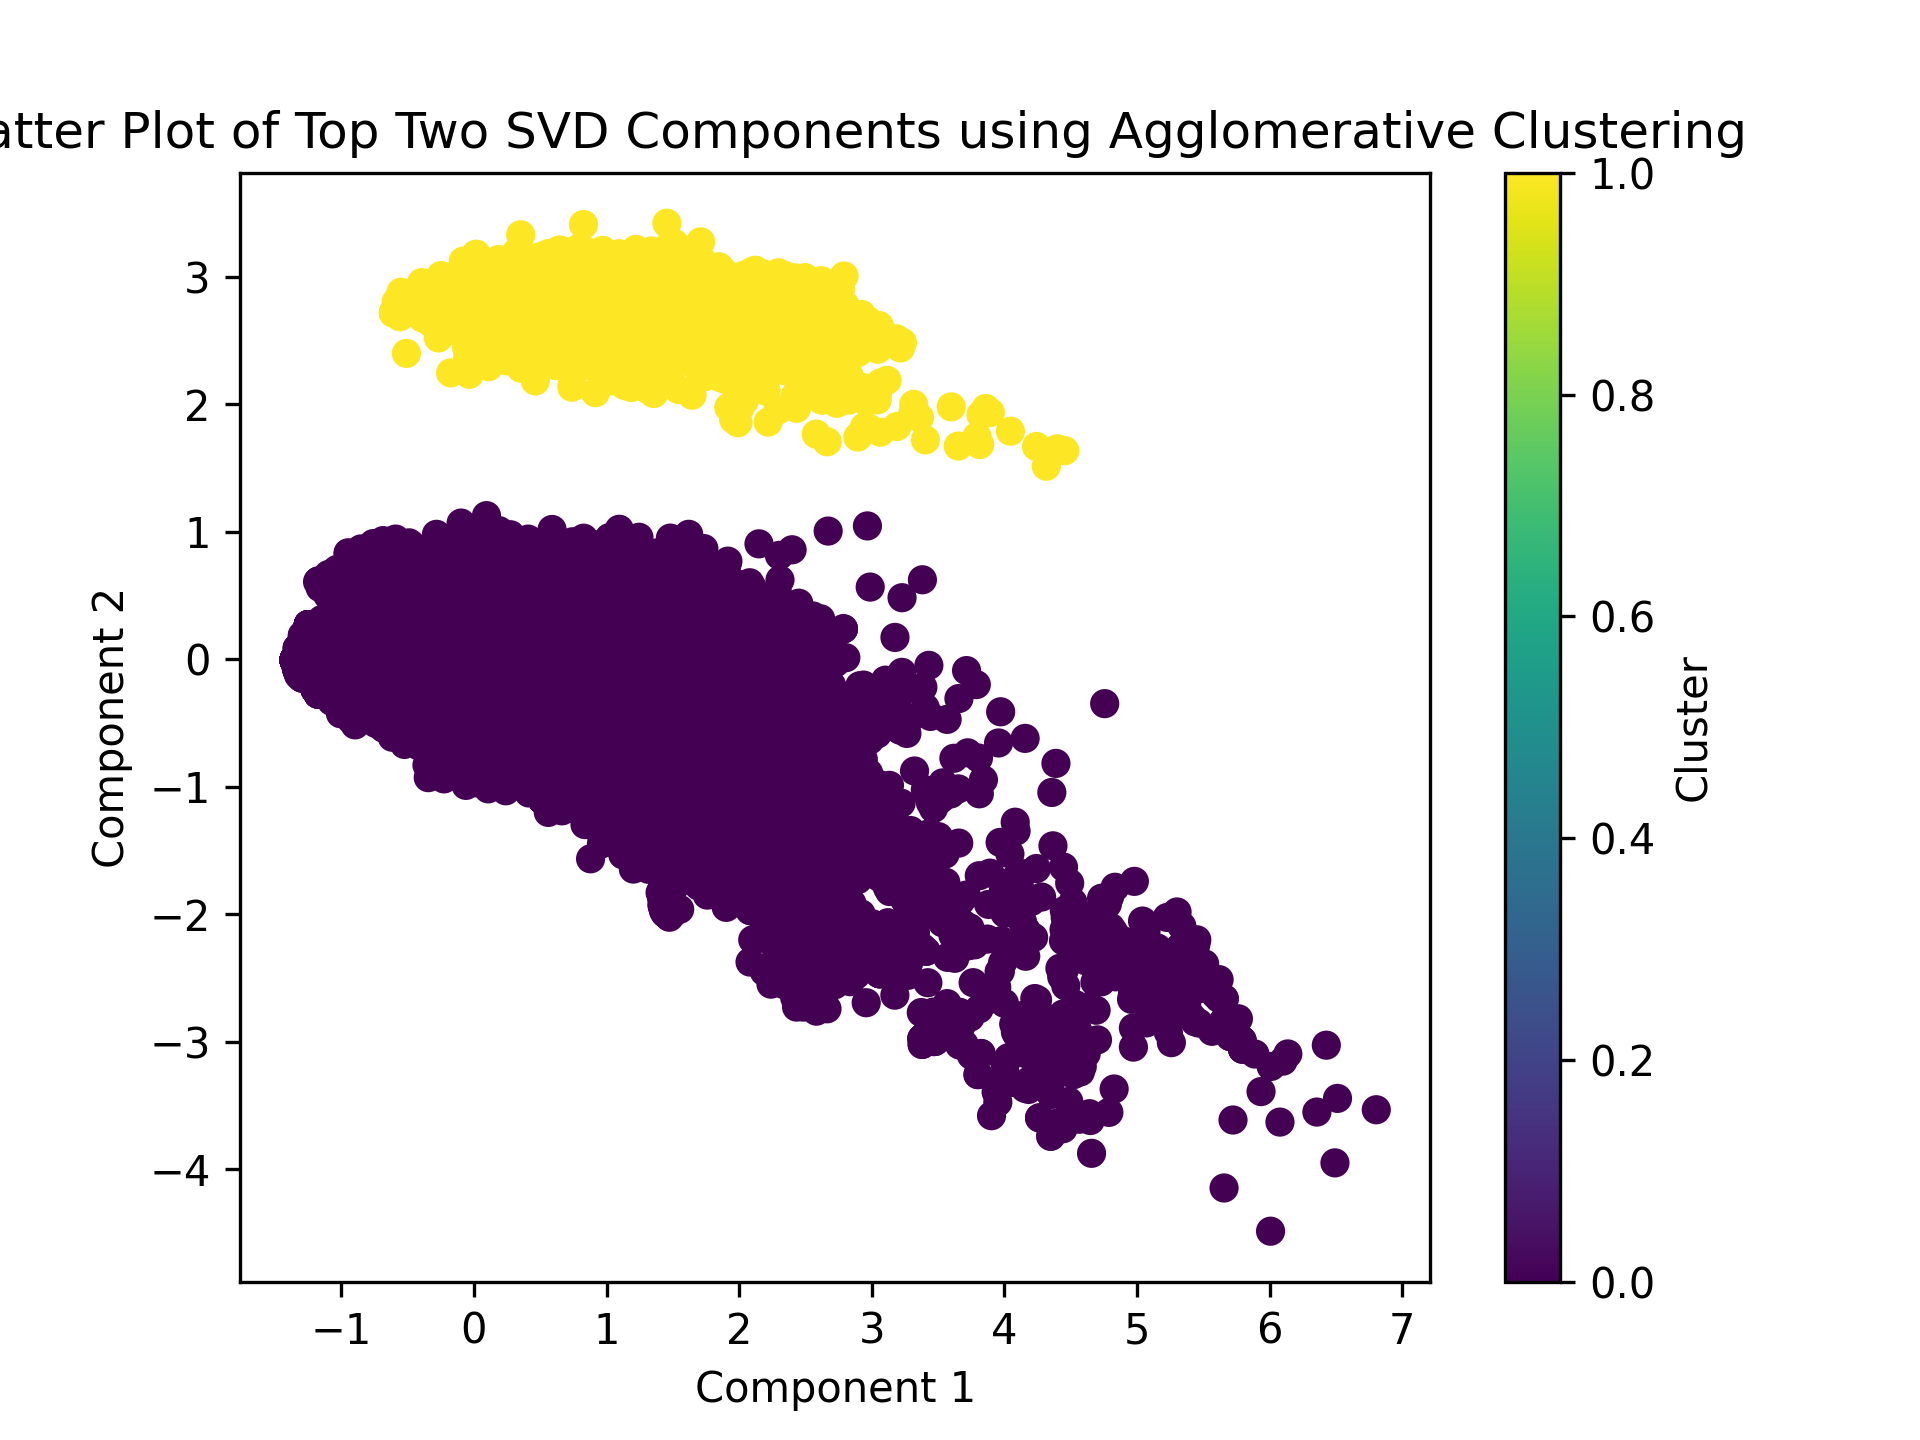 atter Plot of Top Two SVD Components using Agglomerative Clustering
3
2
1
0
−1
−2
−3
−4
Component 2
−1 0 1 2 3 4 5 6 7
Component 1
1.0
0.8
0.6
0.4
0.2
0.0
Cluster